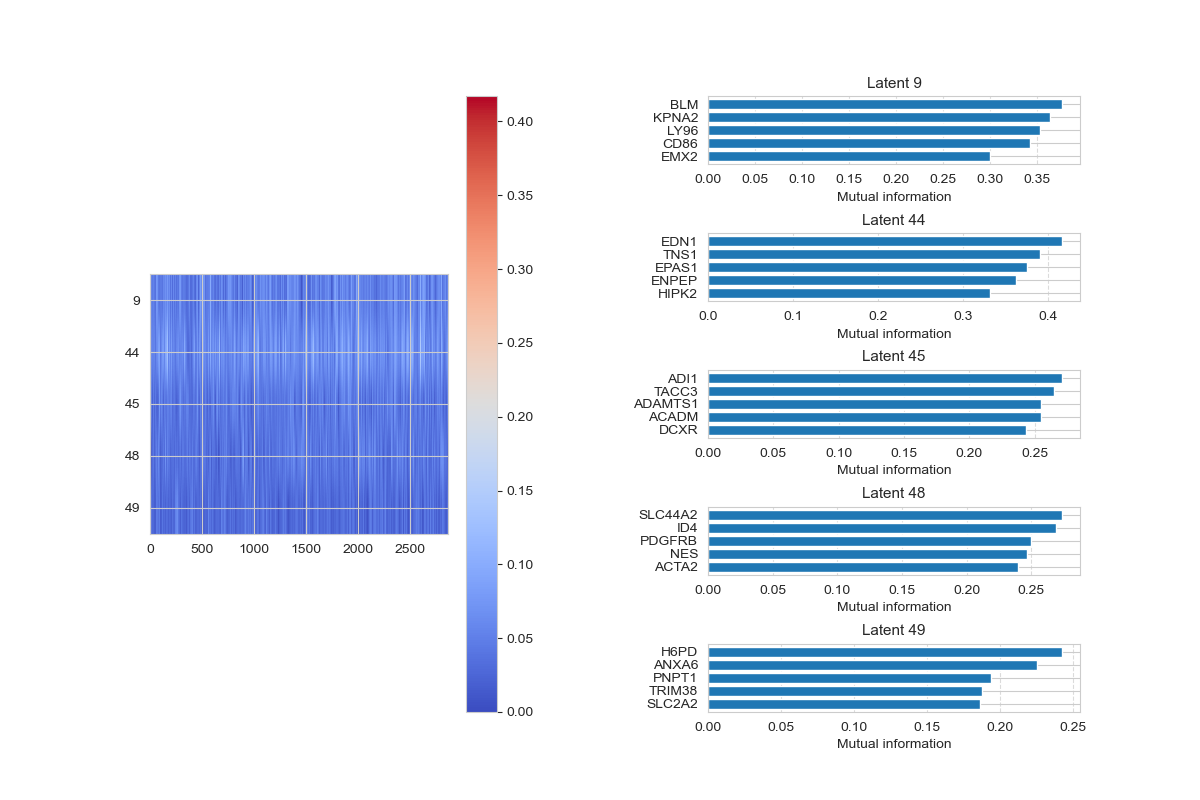 9
44
45
48
49
0 500 1000 1500 2000 2500
0.40
0.35
0.30
0.25
0.20
0.15
0.10
0.05
0.00
Latent 9
BLM
KPNA2
LY96
CD86
EMX2
0.00 0.05 0.10 0.15 0.20 0.25 0.30 0.35
Mutual information
Latent 44
EDN1
TNS1
EPAS1
ENPEP
HIPK2
0.0 0.1 0.2 0.3 0.4
Mutual information
Latent 45
ADI1
TACC3
ADAMTS1
ACADM
DCXR
0.00 0.05 0.10 0.15 0.20 0.25
Mutual information
Latent 48
SLC44A2
ID4
PDGFRB
NES
ACTA2
0.00 0.05 0.10 0.15 0.20 0.25
Mutual information
Latent 49
H6PD
ANXA6
PNPT1
TRIM38
SLC2A2
0.00 0.05 0.10 0.15 0.20 0.25
Mutual information